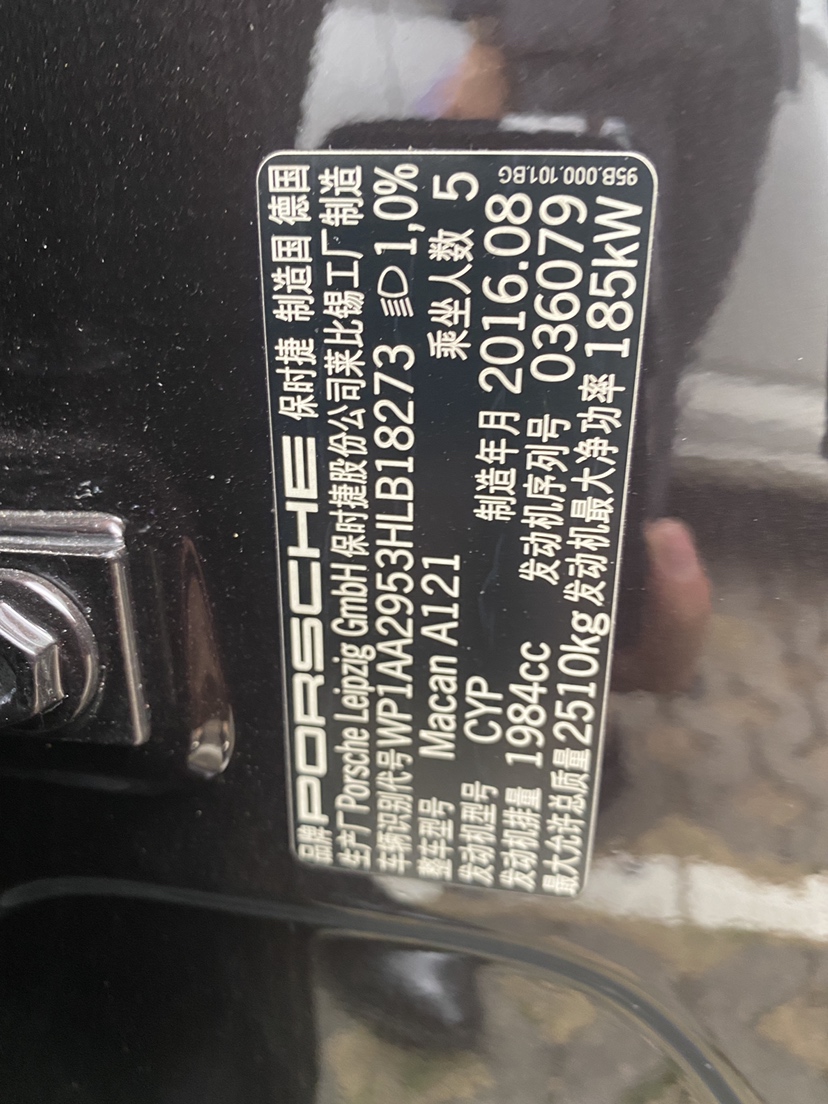 品牌 PORSCHE 保时捷 制造国 德国
生产厂 Porsche Leipzig GmbH 保时捷股份公司莱比锡工厂 制造
车辆识别代号 WP1AA2953HLB18273 1,0%
整车型号 Macan A121 乘坐人数 5
发动机型号 CYP 制造年月 2016.08
发动机排量 1984cc 发动机序列号 036079
最大允许总质量 2510kg 发动机最大净功率 185kW
95B.000.101.BG